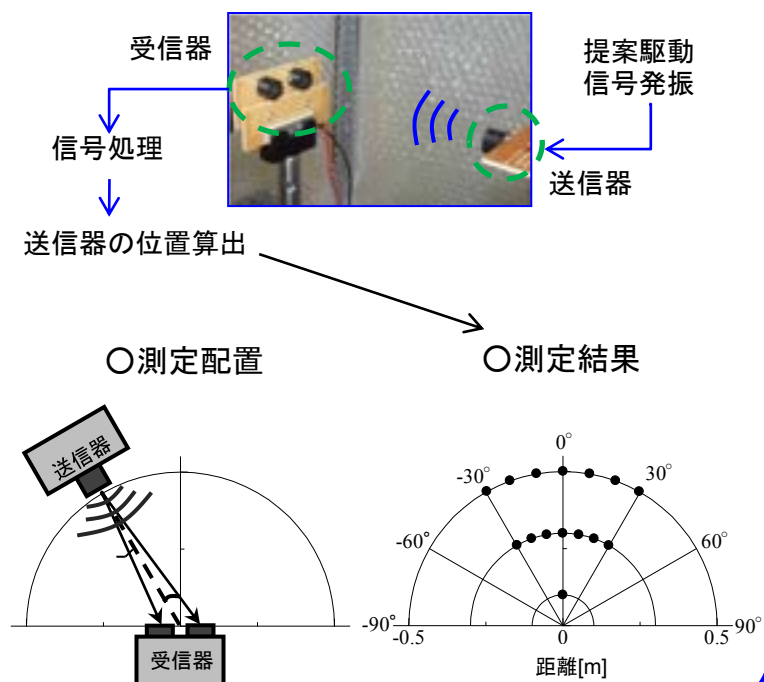 受信器
提案駆動
信号発振
信号処理
送信器
送信器の位置算出
〇測定配置
〇測定結果
送信器
受信器
0°
-30°
30°
-60°
60°
-90°
90°
-0.5
0
0.5
距離[m]